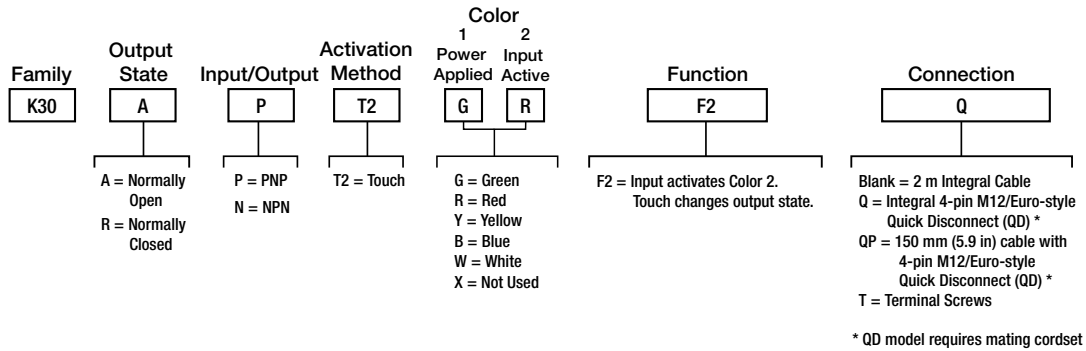 Color
Output
State
Activation
Method
1
Power
Applied
2
Input
Active
Family
Input/Output
Function
Connection
K30
A
P
T2
G
R
F2
Q
A = Normally
Open
R = Normally
Closed
P = PNP
N = NPN
T2 = Touch
G = Green
R = Red
Y = Yellow
B = Blue
W = White
X = Not Used
F2 = Input activates Color 2.
Touch changes output state.
Blank = 2 m Integral Cable
Q = Integral 4-pin M12/Euro-style
Quick Disconnect (QD) *
QP = 150 mm (5.9 in) cable with
4-pin M12/Euro-style
Quick Disconnect (QD) *
T = Terminal Screws
* QD model requires mating cordset